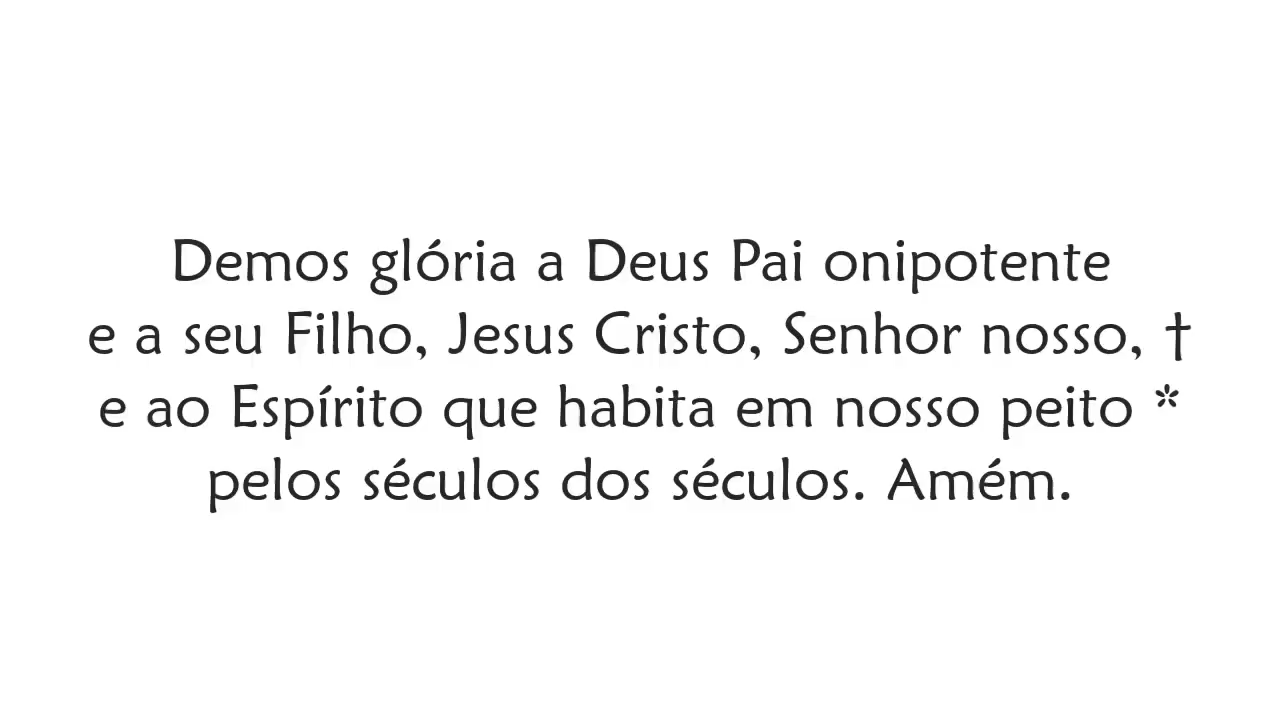 Demos glória a Deus Pai onipotente
e a seu Filho, Jesus Cristo, Senhor nosso, †
e ao Espírito que habita em nosso peito *
pelos séculos dos séculos. Amém.